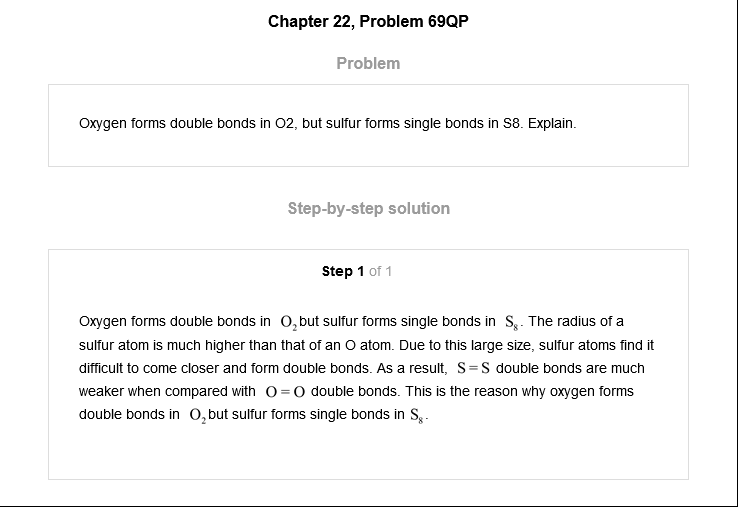 Chapter 22, Problem 69QP
Problem
Oxygen forms double bonds in O2, but sulfur forms single bonds in S8. Explain.
Step-by-step solution
Step 1 of 1
Oxygen forms double bonds in O₂ but sulfur forms single bonds in S₈. The radius of a
sulfur atom is much higher than that of an O atom. Due to this large size, sulfur atoms find it
difficult to come closer and form double bonds. As a result, S=S double bonds are much
weaker when compared with O=O double bonds. This is the reason why oxygen forms
double bonds in O₂ but sulfur forms single bonds in S₈.